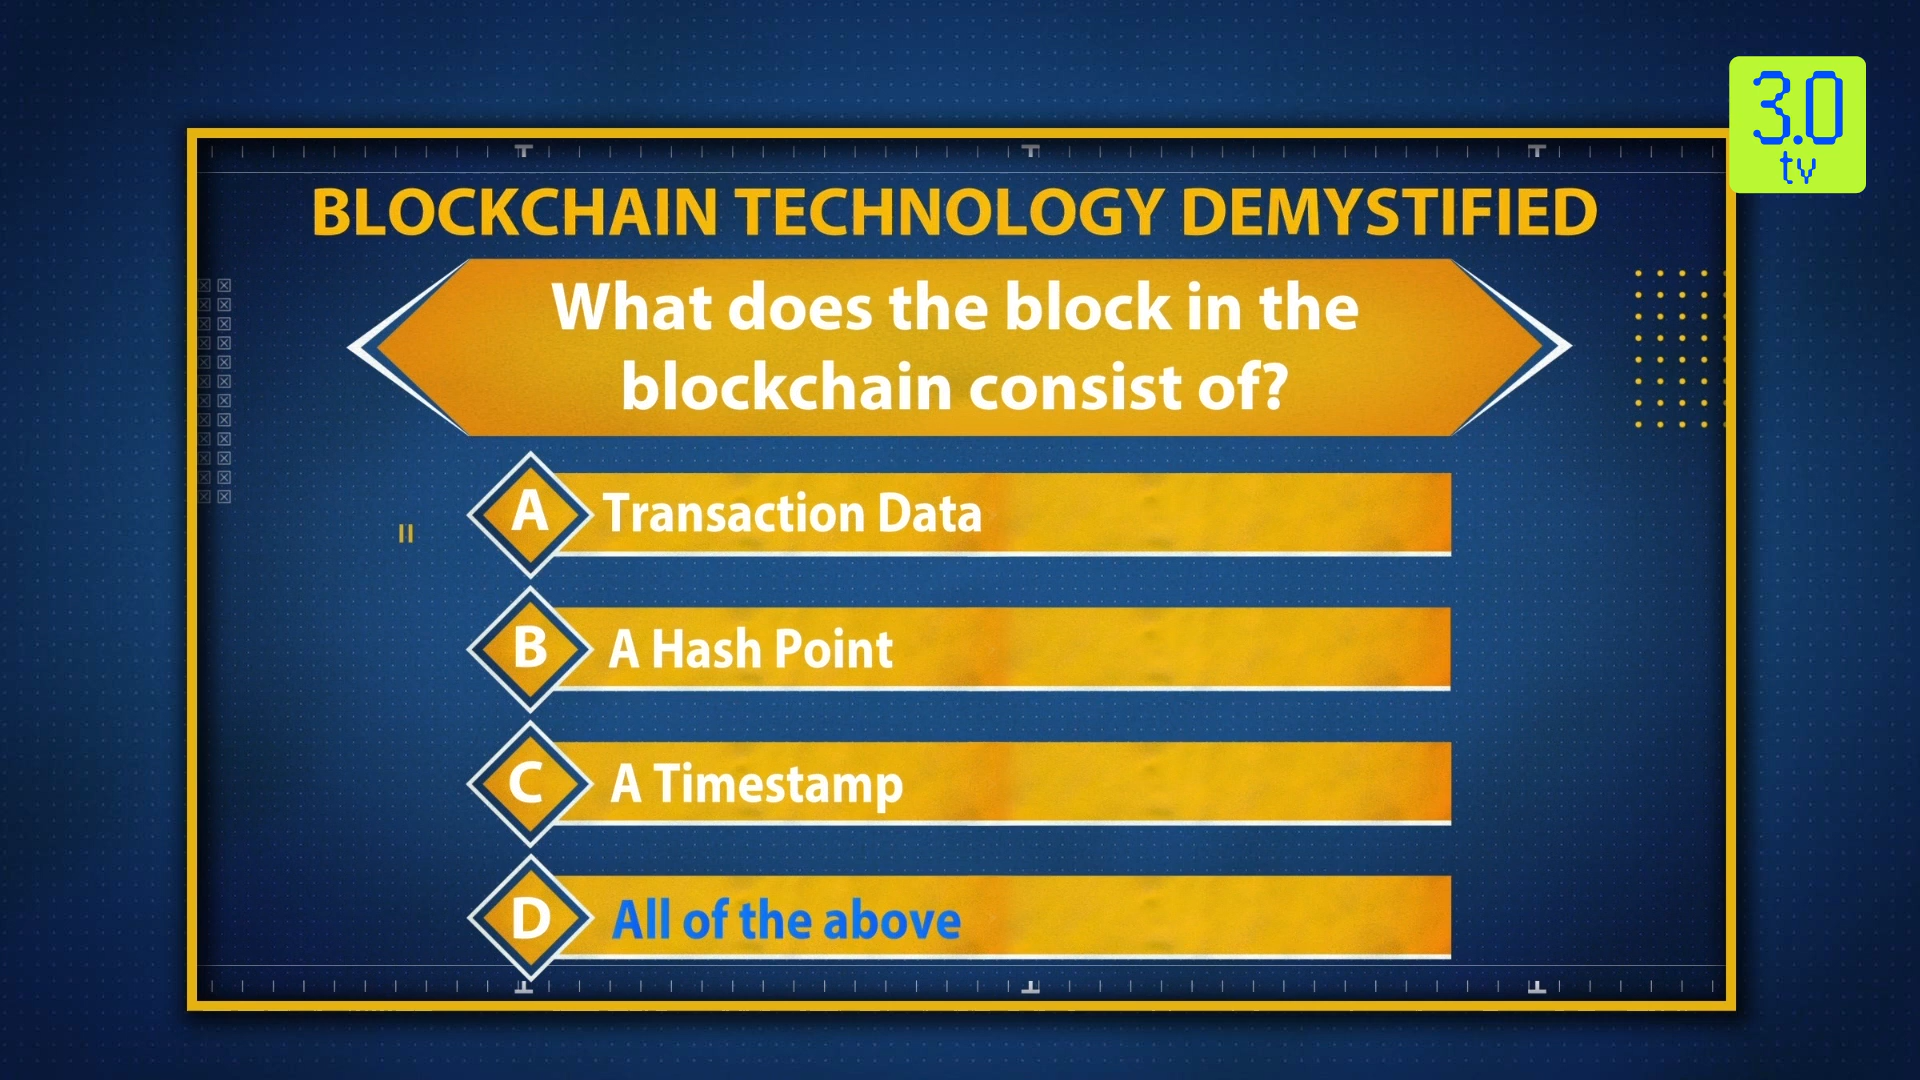 3.0
tv
BLOCKCHAIN TECHNOLOGY DEMYSTIFIED
What does the block in the
blockchain consist of?
A Transaction Data
B A Hash Point
C A Timestamp
D All of the above